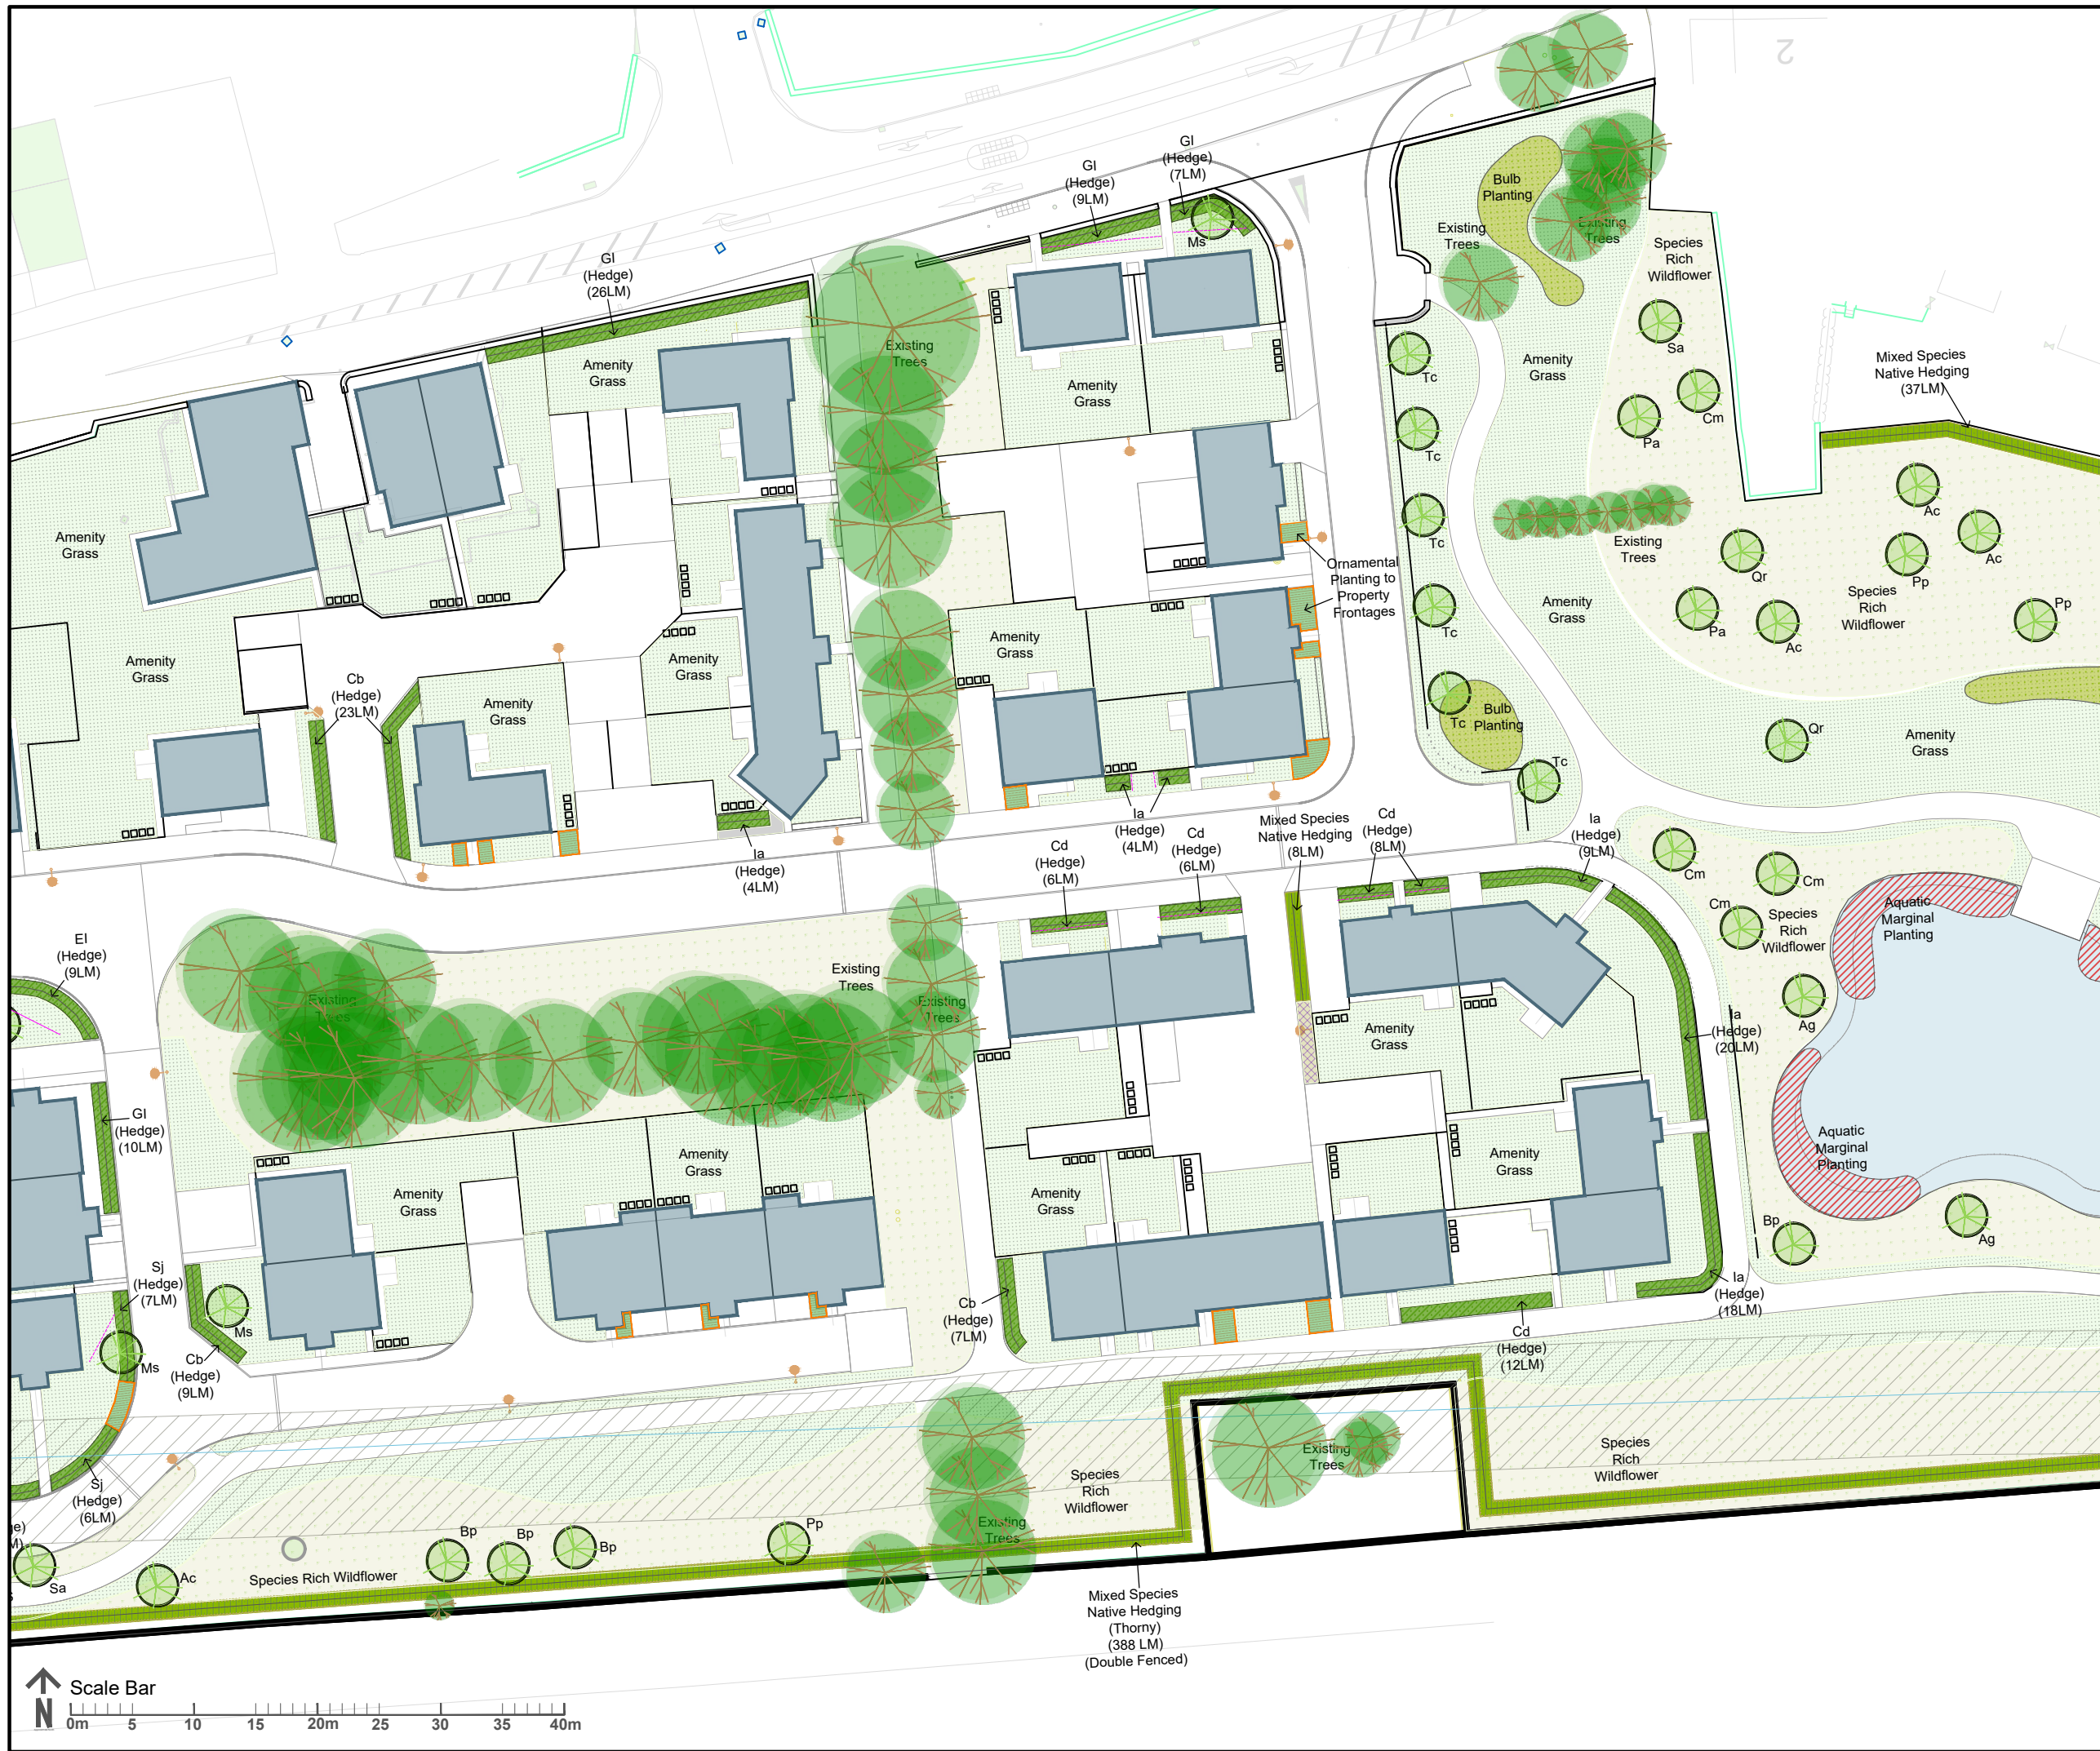 2
Gl
(Hedge)
(7LM)
Gl
(Hedge)
(9LM)
Ms
Bulb
Planting
Existing
Trees
Existing
Trees
Species
Rich
Wildflower
Gl
(Hedge)
(26LM)
Amenity
Grass
Existing
Trees
Amenity
Grass
Sa
Tc
Amenity
Grass
Cm
Pa
Mixed Species
Native Hedging
(37LM)
Tc
Ac
Amenity
Grass
Tc
Existing
Trees
Ac
Pp
Qr
Ornamental
Planting to
Property
Frontages
Species
Rich
Wildflower
Pp
Amenity
Grass
Tc
Pa
Ac
Amenity
Grass
Amenity
Grass
Amenity
Grass
Cb
(Hedge)
(23LM)
Amenity
Grass
Tc
Bulb
Planting
Qr
Amenity
Grass
Tc
Ia
(Hedge)
(4LM)
Ia
(Hedge)
(4LM)
Cd
(Hedge)
(6LM)
Cd
(Hedge)
(6LM)
Mixed Species
Native Hedging
(8LM)
Cd
(Hedge)
(8LM)
Ia
(Hedge)
(9LM)
Cm
Cm
Cm
Species
Rich
Wildflower
Aquatic
Marginal
Planting
El
(Hedge)
(9LM)
Existing
Trees
Existing
Trees
Existing
Trees
Amenity
Grass
Ia
(Hedge)
(20LM)
Ag
Gl
(Hedge)
(10LM)
Amenity
Grass
Amenity
Grass
Amenity
Grass
Amenity
Grass
Aquatic
Marginal
Planting
Bp
Ag
Sj
(Hedge)
(7LM)
Ms
Ms
Cb
(Hedge)
(9LM)
Cb
(Hedge)
(7LM)
Ia
(Hedge)
(18LM)
Cd
(Hedge)
(12LM)
Existing
Trees
Species
Rich
Wildflower
Species
Rich
Wildflower
Sj
(Hedge)
(6LM)
Existing
Trees
Sa
Ac
Species Rich Wildflower
Bp
Bp
Bp
Pp
Mixed Species
Native Hedging
(Thorny)
(388 LM)
(Double Fenced)
N
Scale Bar
0m 5 10 15 20m 25 30 35 40m